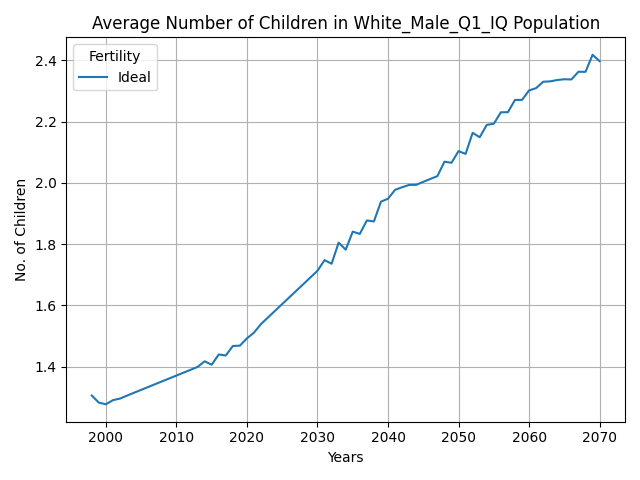 Average Number of Children in White_Male_Q1_IQ Population
Fertility
Ideal
No. of Children
2.4
2.2
2.0
1.8
1.6
1.4
2000 2010 2020 2030 2040 2050 2060 2070
Years